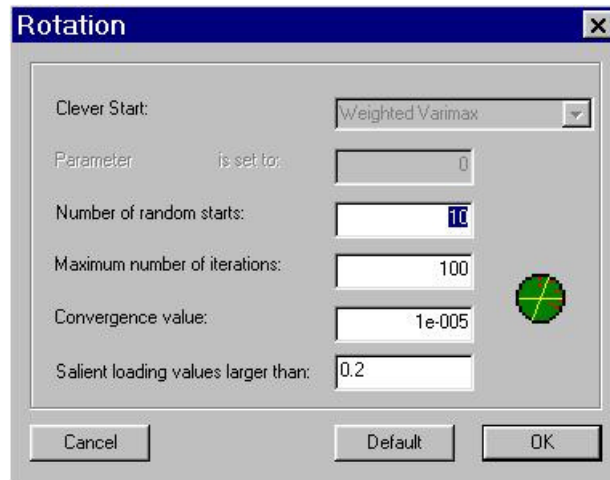 Rotation
Clever Start: Weighted Varimax
Parameter is set to: 0
Number of random starts: 10
Maximum number of iterations: 100
Convergence value: 1e-005
Salient loading values larger than: 0.2
Cancel Default OK